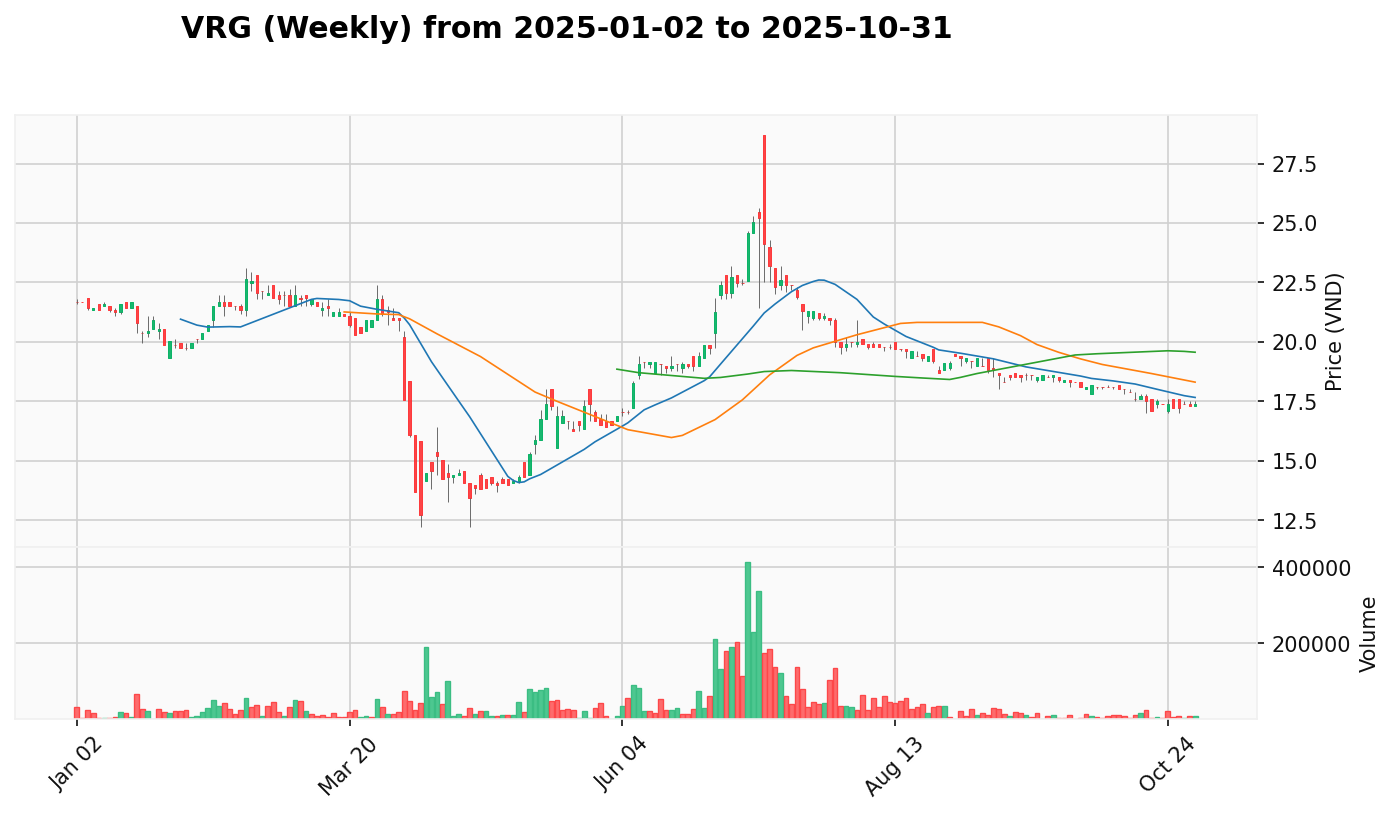 VRG (Weekly) from 2025-01-02 to 2025-10-31
27.5
25.0
22.5
20.0
17.5
15.0
12.5
Price (VND)
400000
200000
Volume
Jan 02
Mar 20
Jun 04
Aug 13
Oct 24